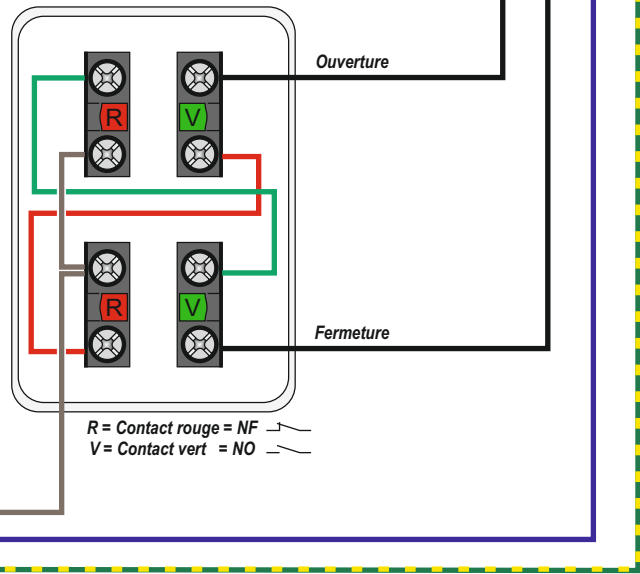 Ouverture
R V
R V
Fermeture
R = Contact rouge = NF
V = Contact vert = NO